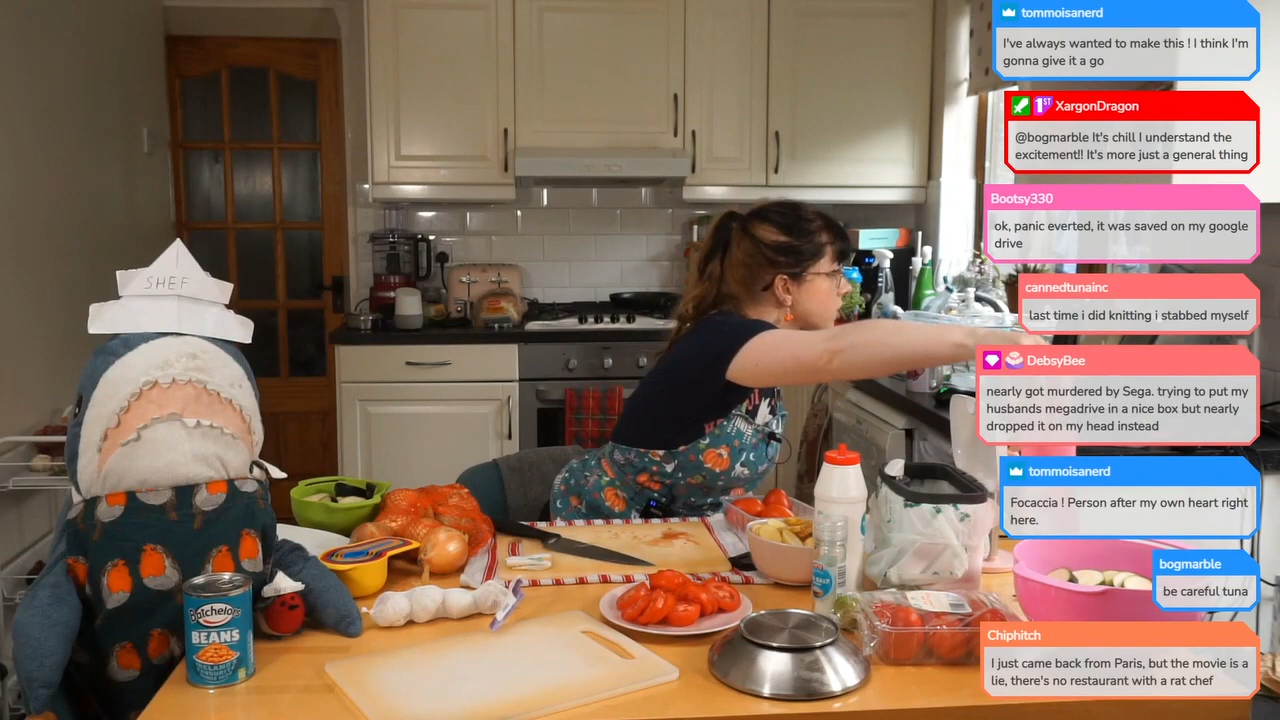 SHEF
Batchelors
BEANS
SALT
tommoisanerd
I've always wanted to make this ! I think I'm
gonna give it a go
1ST XargonDragon
@bogmarble It's chill I understand the
excitement!! It's more just a general thing
Bootsy330
ok, panic everted, it was saved on my google
drive
cannedtunainc
last time i did knitting i stabbed myself
DebsyBee
nearly got murdered by Sega. trying to put my
husbands megadrive in a nice box but nearly
dropped it on my head instead
tommoisanerd
Focaccia ! Person after my own heart right
here.
bogmarble
be careful tuna
Chiphitch
I just came back from Paris, but the movie is a
lie, there's no restaurant with a rat chef